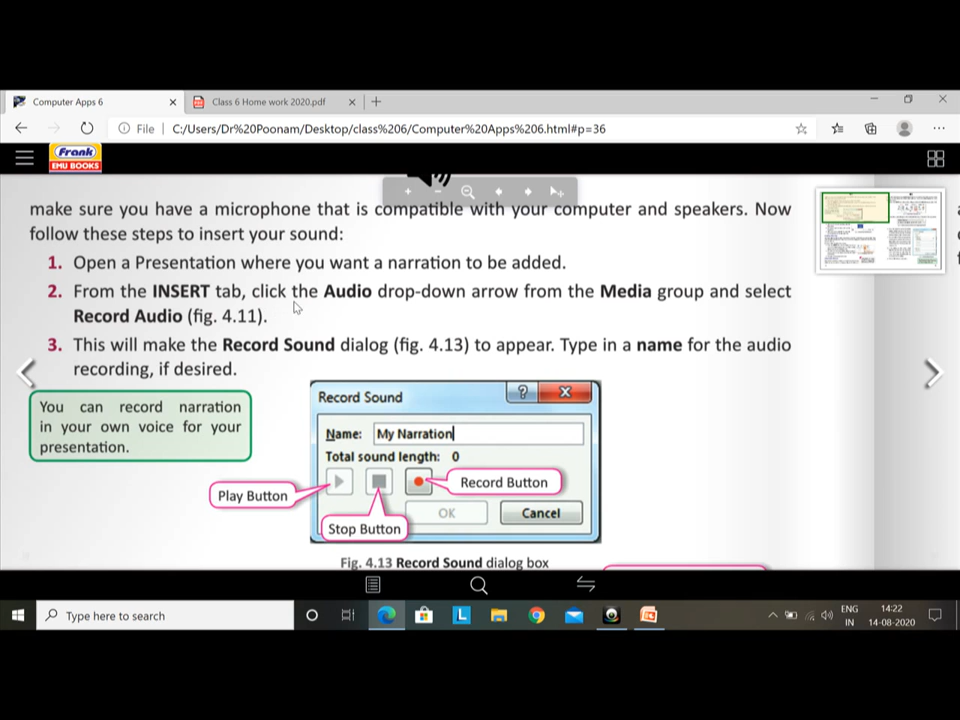 Computer Apps 6
Class 6 Home work 2020.pdf
File | C:/Users/Dr%20Poonam/Desktop/class%206/Computer%20Apps%206.html#p=36
Frank
EMU BOOKS
make sure you have a microphone that is compatible with your computer and speakers. Now
follow these steps to insert your sound:
1. Open a Presentation where you want a narration to be added.
2. From the INSERT tab, click the Audio drop-down arrow from the Media group and select
Record Audio (fig. 4.11).
3. This will make the Record Sound dialog (fig. 4.13) to appear. Type in a name for the audio
recording, if desired.
You can record narration
in your own voice for your
presentation.
Record Sound
Name: My Narration
Total sound length: 0
Record Button
Play Button
OK
Cancel
Stop Button
Fig. 4.13 Record Sound dialog box
Type here to search
ENG
IN
14:22
14-08-2020